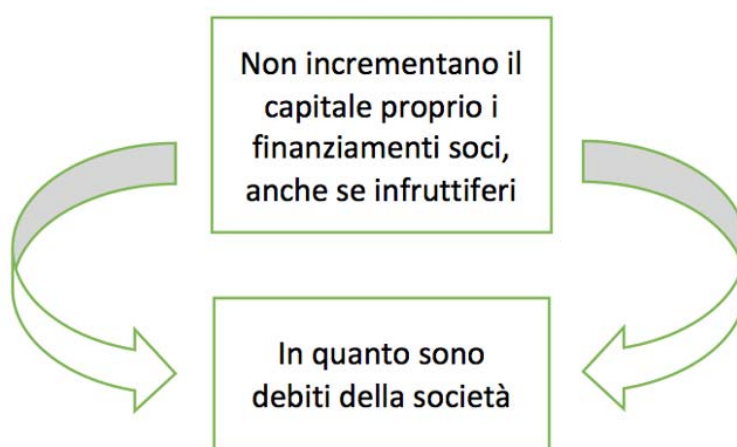 Non incrementano il
capitale proprio i
finanziamenti soci,
anche se infruttiferi
In quanto sono
debiti della società